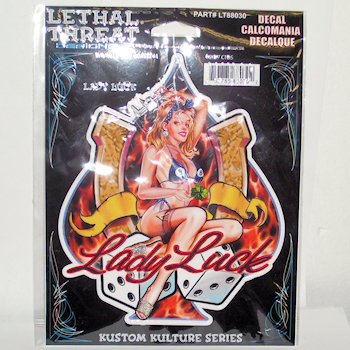 LETHAL THREAT
PART# LT88030
DECAL
CALCOMANIA
DECALQUE
LADY LUCK
Lady Luck
KUSTOM KULTURE SERIES